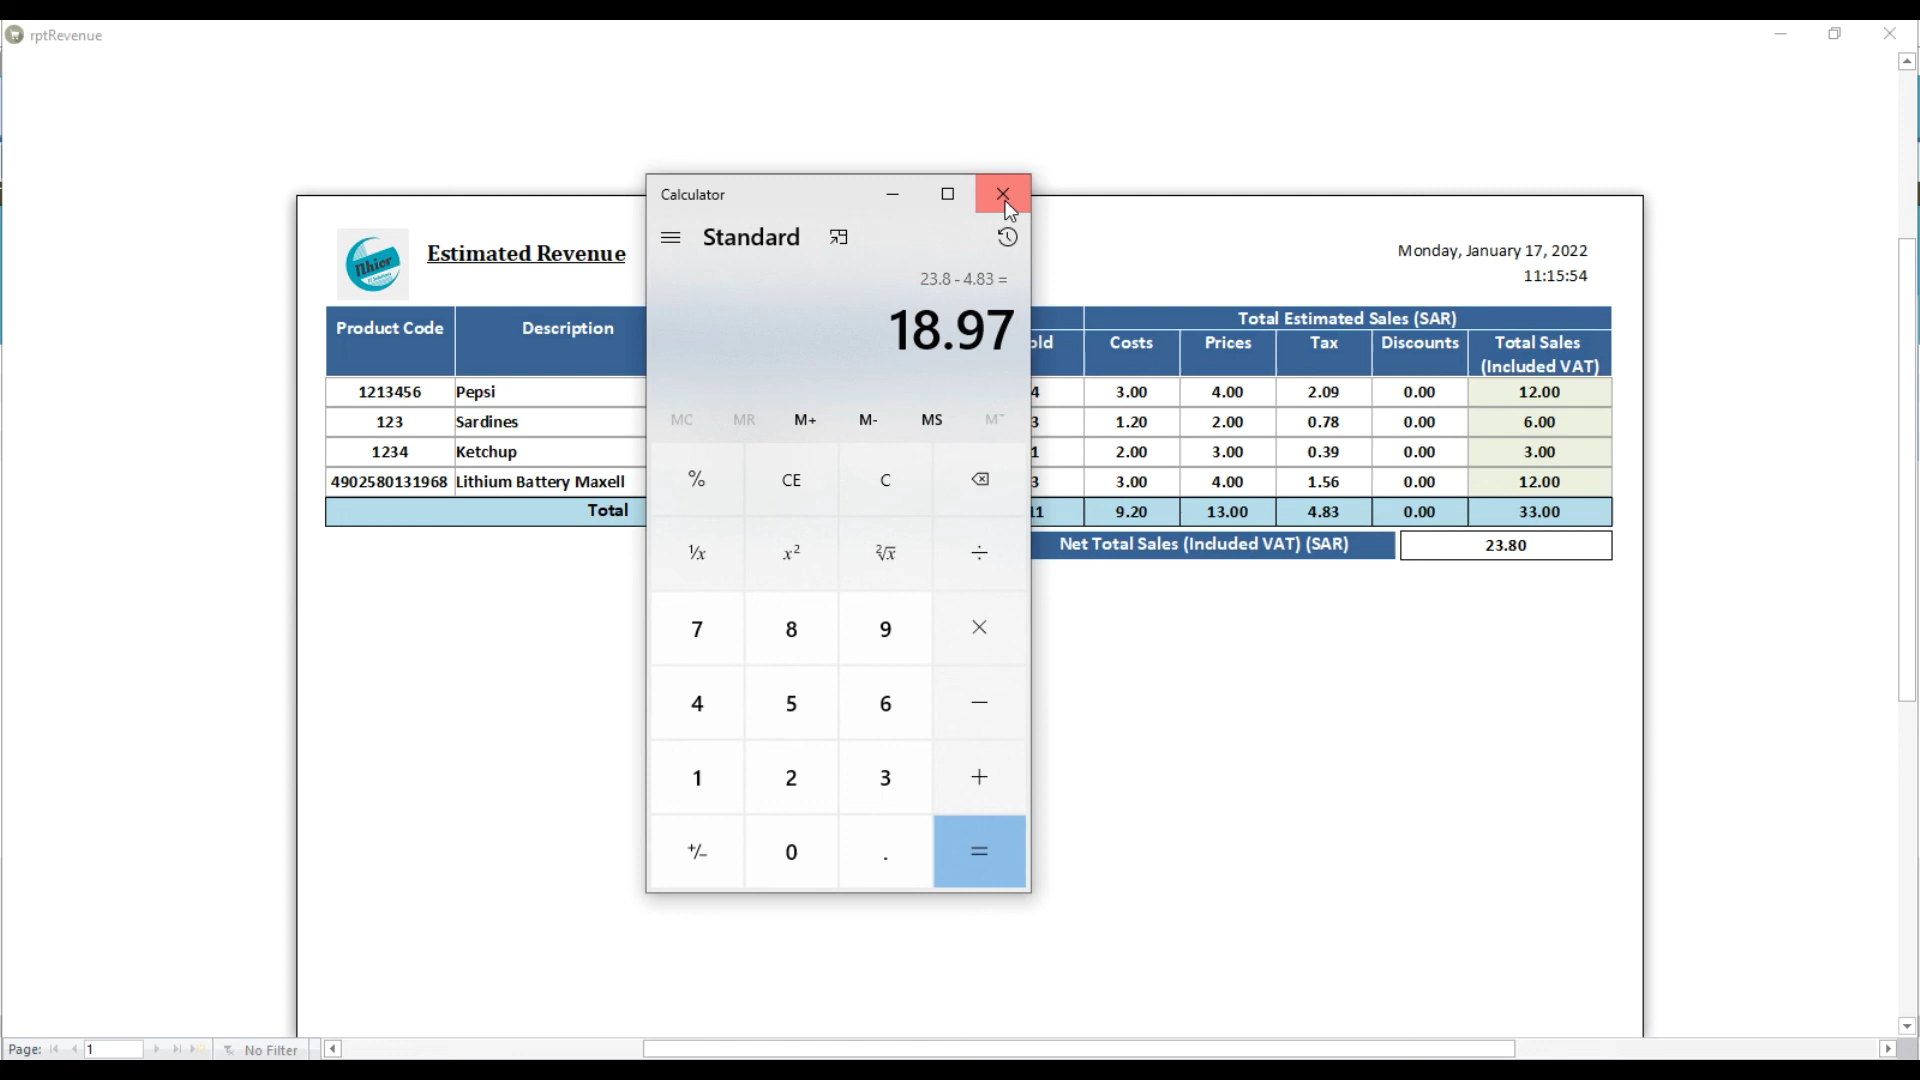 rptRevenue
Calculator
Standard
23.8 - 4.83 =
18.97
MC MR M+ M- MS M˅
% CE C
⅟x x² ²√x ÷
7 8 9 ×
4 5 6 −
1 2 3 +
+/- 0 . =
Nhior
Estimated Revenue
Monday, January 17, 2022
11:15:54
Total Estimated Sales (SAR)
Product Code Description Costs Prices Tax Discounts Total Sales
(Included VAT)
1213456 Pepsi 4 3.00 4.00 2.09 0.00 12.00
123 Sardines 3 1.20 2.00 0.78 0.00 6.00
1234 Ketchup 1 2.00 3.00 0.39 0.00 3.00
4902580131968 Lithium Battery Maxell 3 3.00 4.00 1.56 0.00 12.00
Total 11 9.20 13.00 4.83 0.00 33.00
Net Total Sales (Included VAT) (SAR) 23.80
Page: 1 No Filter